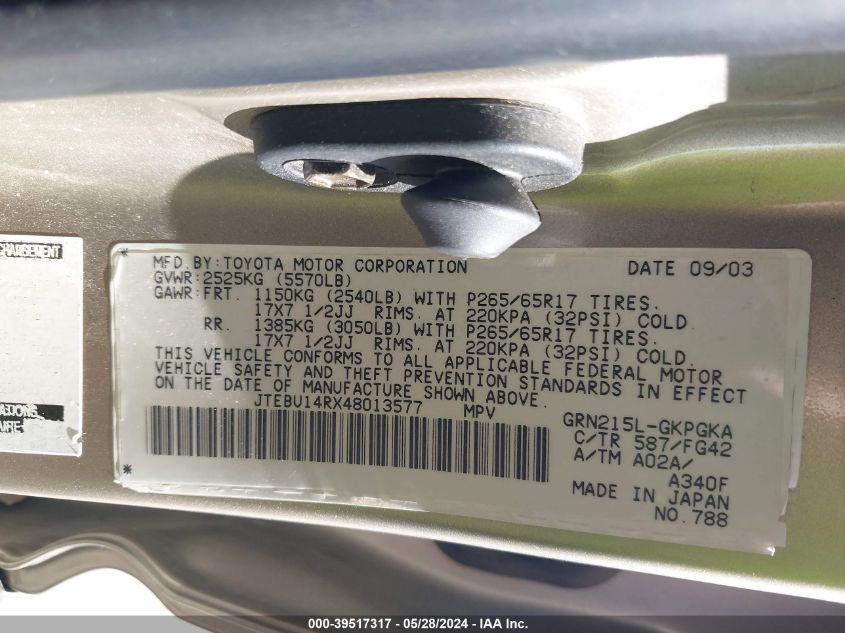 CHARGEMENT
MFD.BY:TOYOTA MOTOR CORPORATION DATE 09/03
GVWR:2525KG (5570LB)
GAWR:FRT. 1150KG (2540LB) WITH P265/65R17 TIRES.
17X7 1/2JJ RIMS. AT 220KPA (32PSI) COLD.
RR. 1385KG (3050LB) WITH P265/65R17 TIRES.
17X7 1/2JJ RIMS. AT 220KPA (32PSI) COLD.
THIS VEHICLE CONFORMS TO ALL APPLICABLE FEDERAL MOTOR
VEHICLE SAFETY AND THEFT PREVENTION STANDARDS IN EFFECT
ON THE DATE OF MANUFACTURE SHOWN ABOVE.
JTEBU14RX48013577 MPV
GRN215L-GKPGKA
C/TR 587/FG42
A/TM A02A/
A340F
MADE IN JAPAN
NO.788
000-39517317 - 05/28/2024 - IAA Inc.